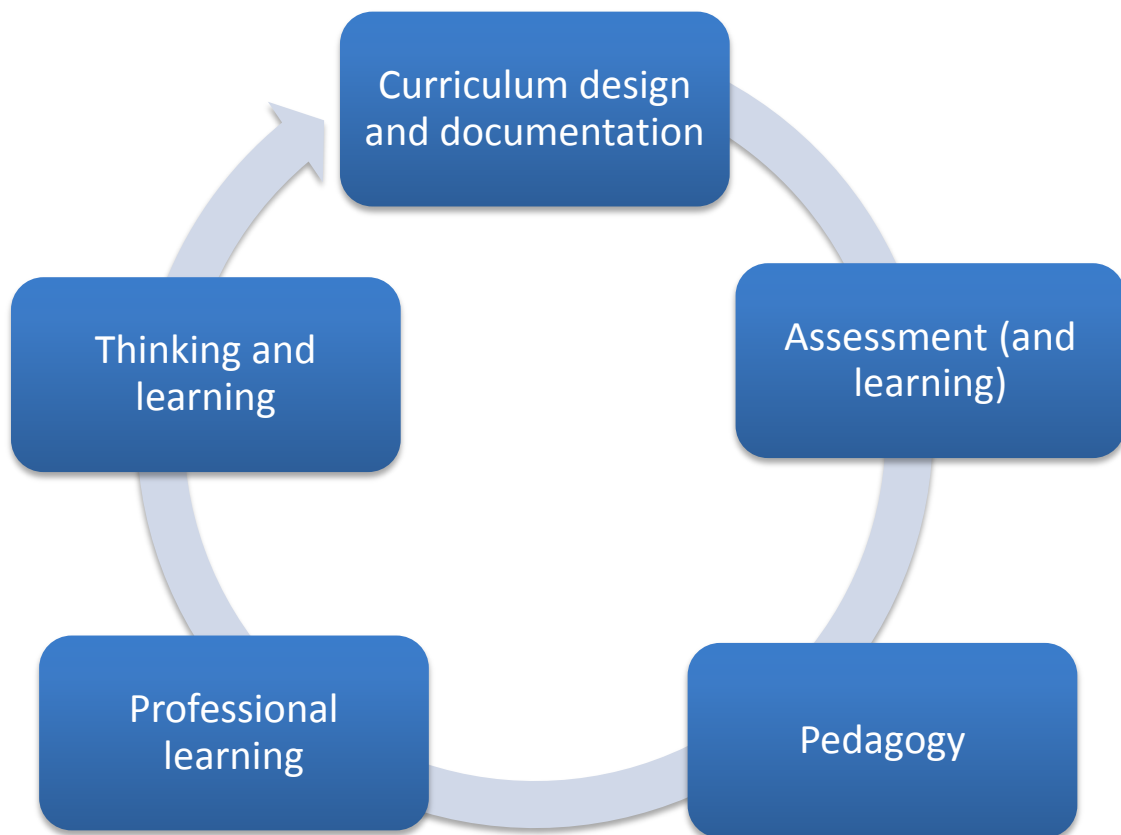 Curriculum design
and documentation
Assessment (and
learning)
Pedagogy
Professional
learning
Thinking and
learning